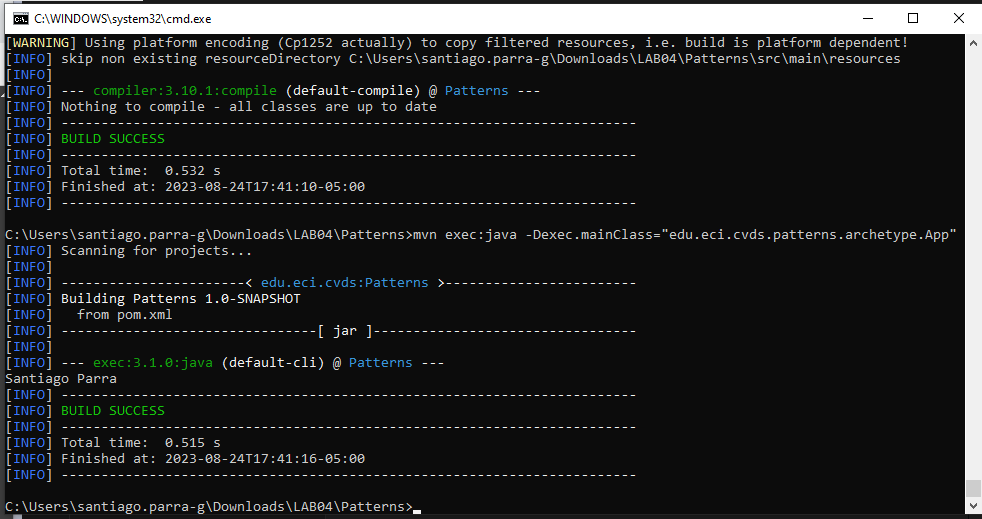 C:\WINDOWS\system32\cmd.exe
[WARNING] Using platform encoding (Cp1252 actually) to copy filtered resources, i.e. build is platform dependent!
[INFO] skip non existing resourceDirectory C:\Users\santiago.parra-g\Downloads\LAB04\Patterns\src\main\resources
[INFO]
[INFO] --- compiler:3.10.1:compile (default-compile) @ Patterns ---
[INFO] Nothing to compile - all classes are up to date
[INFO] ------------------------------------------------------------------------
[INFO] BUILD SUCCESS
[INFO] ------------------------------------------------------------------------
[INFO] Total time:  0.532 s
[INFO] Finished at: 2023-08-24T17:41:10-05:00
[INFO] ------------------------------------------------------------------------
C:\Users\santiago.parra-g\Downloads\LAB04\Patterns>mvn exec:java -Dexec.mainClass="edu.eci.cvds.patterns.archetype.App"
[INFO] Scanning for projects...
[INFO]
[INFO] -----------------------< edu.eci.cvds:Patterns >------------------------
[INFO] Building Patterns 1.0-SNAPSHOT
[INFO]   from pom.xml
[INFO] --------------------------------[ jar ]---------------------------------
[INFO]
[INFO] --- exec:3.1.0:java (default-cli) @ Patterns ---
Santiago Parra
[INFO] ------------------------------------------------------------------------
[INFO] BUILD SUCCESS
[INFO] ------------------------------------------------------------------------
[INFO] Total time:  0.515 s
[INFO] Finished at: 2023-08-24T17:41:16-05:00
[INFO] ------------------------------------------------------------------------
C:\Users\santiago.parra-g\Downloads\LAB04\Patterns>